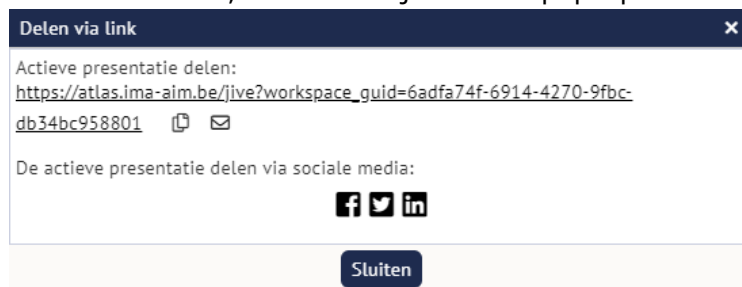 Delen via link
Actieve presentatie delen:
https://atlas.ima-aim.be/jive?workspace_guid=6adfa74f-6914-4270-9fbc-
db34bc958801
De actieve presentatie delen via sociale media:
Sluiten